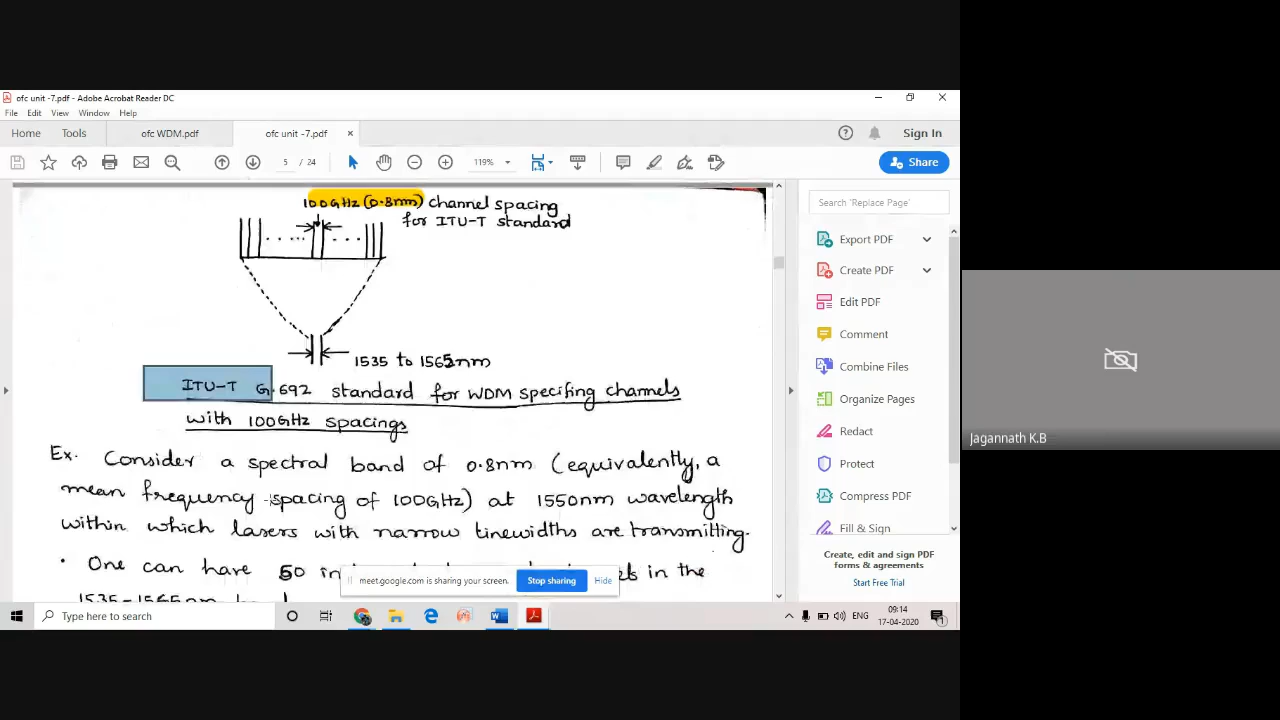 ofc unit -7.pdf - Adobe Acrobat Reader DC
File Edit View Window Help
Home Tools ofc WDM.pdf ofc unit -7.pdf × Sign In
5 / 24 119% Share
100GHz (0.8nm) channel spacing
for ITU-T standard
1535 to 1565nm
ITU-T G.692 standard for WDM specifing channels
with 100GHz spacings
Ex. Consider a spectral band of 0.8nm (equivalently, a
mean frequency spacing of 100GHz) at 1550nm wavelength
within which lasers with narrow linewidths are transmitting.
• One can have 50 in the
Search 'Replace Page'
Export PDF
Create PDF
Edit PDF
Comment
Combine Files
Organize Pages
Redact
Protect
Compress PDF
Fill & Sign
Create, edit and sign PDF
forms & agreements
Start Free Trial
meet.google.com is sharing your screen. Stop sharing Hide
Type here to search
ENG
09:14
17-04-2020
Jagannath K.B